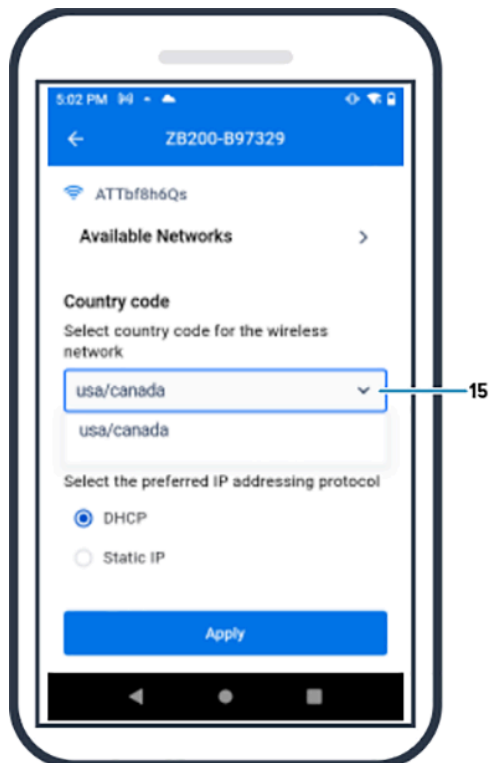 5:02 PM
ZB200-B97329
ATTbf8h6Qs
Available Networks
Country code
Select country code for the wireless
network
usa/canada
15
usa/canada
Select the preferred IP addressing protocol
DHCP
Static IP
Apply